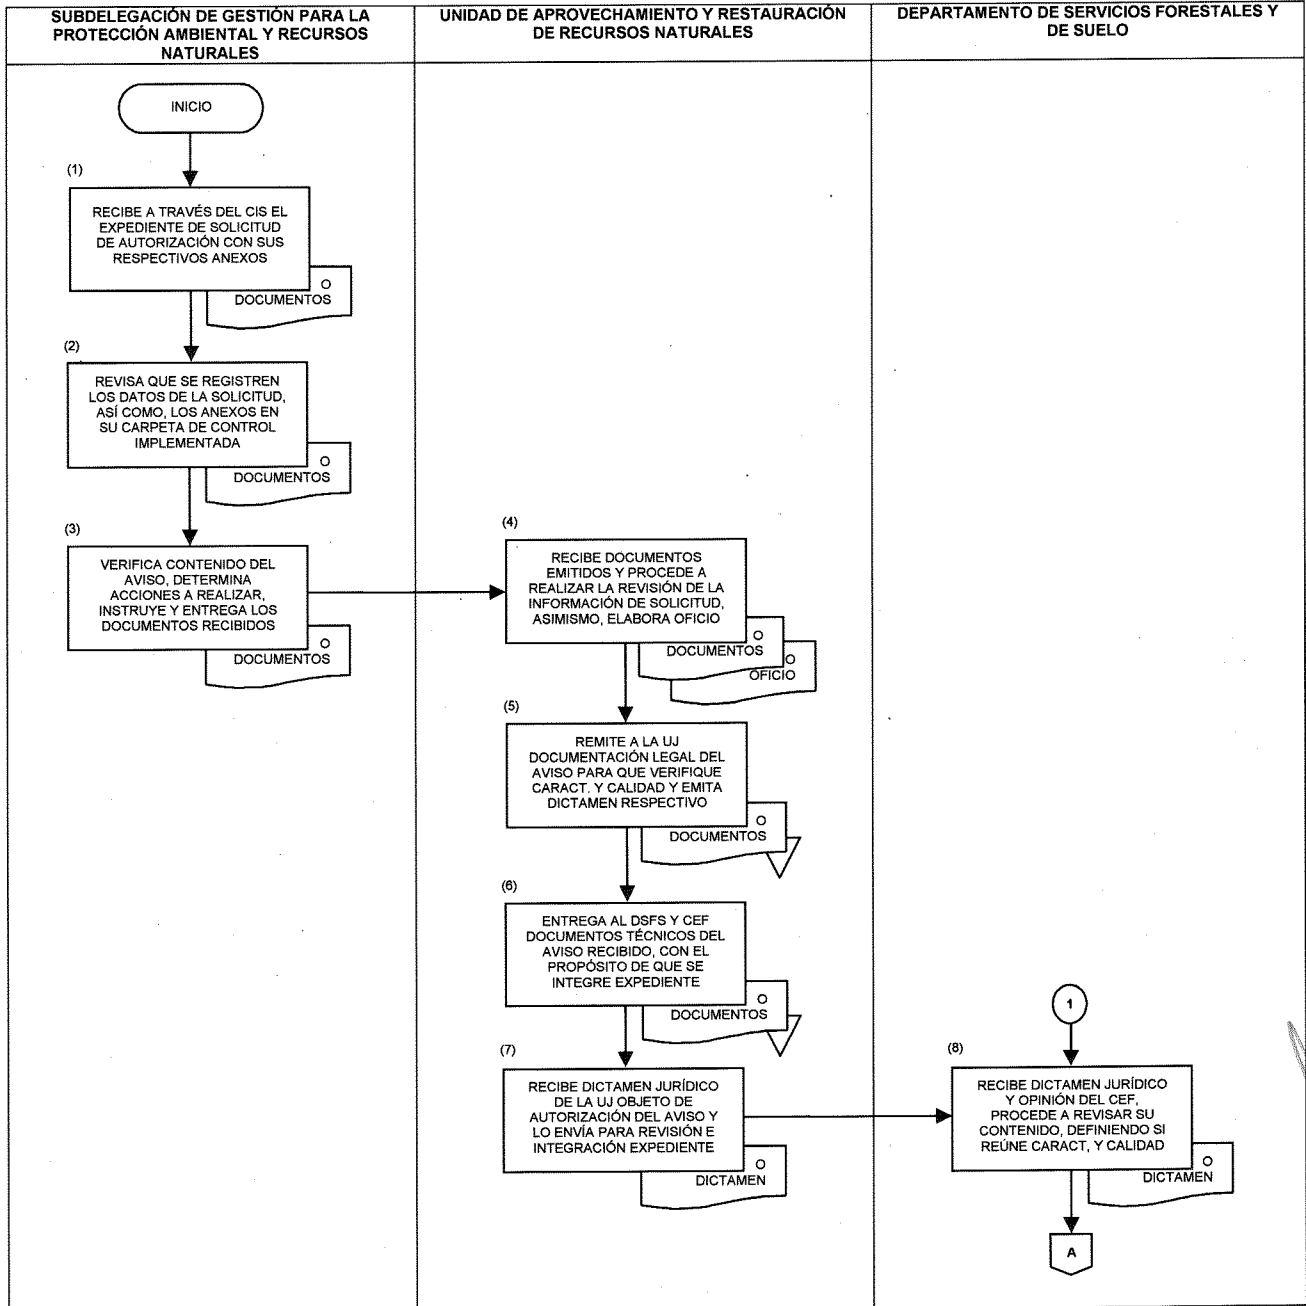 SUBDELEGACIÓN DE GESTIÓN PARA LA
PROTECCIÓN AMBIENTAL Y RECURSOS
NATURALES
UNIDAD DE APROVECHAMIENTO Y RESTAURACIÓN
DE RECURSOS NATURALES
DEPARTAMENTO DE SERVICIOS FORESTALES Y
DE SUELO
INICIO
(1)
RECIBE A TRAVÉS DEL CIS EL
EXPEDIENTE DE SOLICITUD
DE AUTORIZACIÓN CON SUS
RESPECTIVOS ANEXOS
O
DOCUMENTOS
(2)
REVISA QUE SE REGISTREN
LOS DATOS DE LA SOLICITUD,
ASÍ COMO, LOS ANEXOS EN
SU CARPETA DE CONTROL
IMPLEMENTADA
O
DOCUMENTOS
(3)
VERIFICA CONTENIDO DEL
AVISO, DETERMINA
ACCIONES A REALIZAR,
INSTRUYE Y ENTREGA LOS
DOCUMENTOS RECIBIDOS
O
DOCUMENTOS
(4)
RECIBE DOCUMENTOS
EMITIDOS Y PROCEDE A
REALIZAR LA REVISIÓN DE LA
INFORMACIÓN DE SOLICITUD,
ASIMISMO, ELABORA OFICIO
O
DOCUMENTOS
O
OFICIO
(5)
REMITE A LA UJ
DOCUMENTACIÓN LEGAL DEL
AVISO PARA QUE VERIFIQUE
CARACT. Y CALIDAD Y EMITA
DICTAMEN RESPECTIVO
O
DOCUMENTOS
(6)
ENTREGA AL DSFS Y CEF
DOCUMENTOS TÉCNICOS DEL
AVISO RECIBIDO, CON EL
PROPÓSITO DE QUE SE
INTEGRE EXPEDIENTE
O
DOCUMENTOS
(7)
RECIBE DICTAMEN JURÍDICO
DE LA UJ OBJETO DE
AUTORIZACIÓN DEL AVISO Y
LO ENVÍA PARA REVISIÓN E
INTEGRACIÓN EXPEDIENTE
O
DICTAMEN
1
(8)
RECIBE DICTAMEN JURÍDICO
Y OPINIÓN DEL CEF,
PROCEDE A REVISAR SU
CONTENIDO, DEFINIENDO SI
REÚNE CARACT, Y CALIDAD
O
DICTAMEN
A